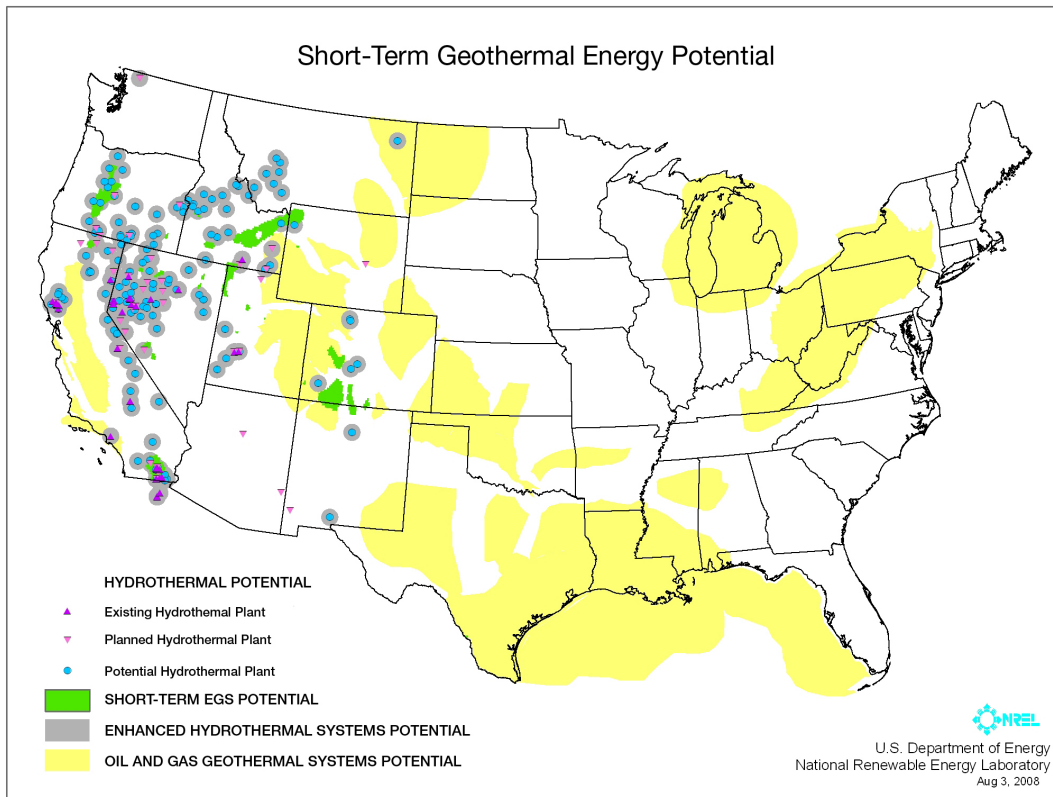 Short-Term Geothermal Energy Potential
HYDROTHERMAL POTENTIAL
Existing Hydrothemal Plant
Planned Hydrothermal Plant
Potential Hydrothermal Plant
SHORT-TERM EGS POTENTIAL
ENHANCED HYDROTHERMAL SYSTEMS POTENTIAL
OIL AND GAS GEOTHERMAL SYSTEMS POTENTIAL
NREL
U.S. Department of Energy
National Renewable Energy Laboratory
Aug 3, 2008